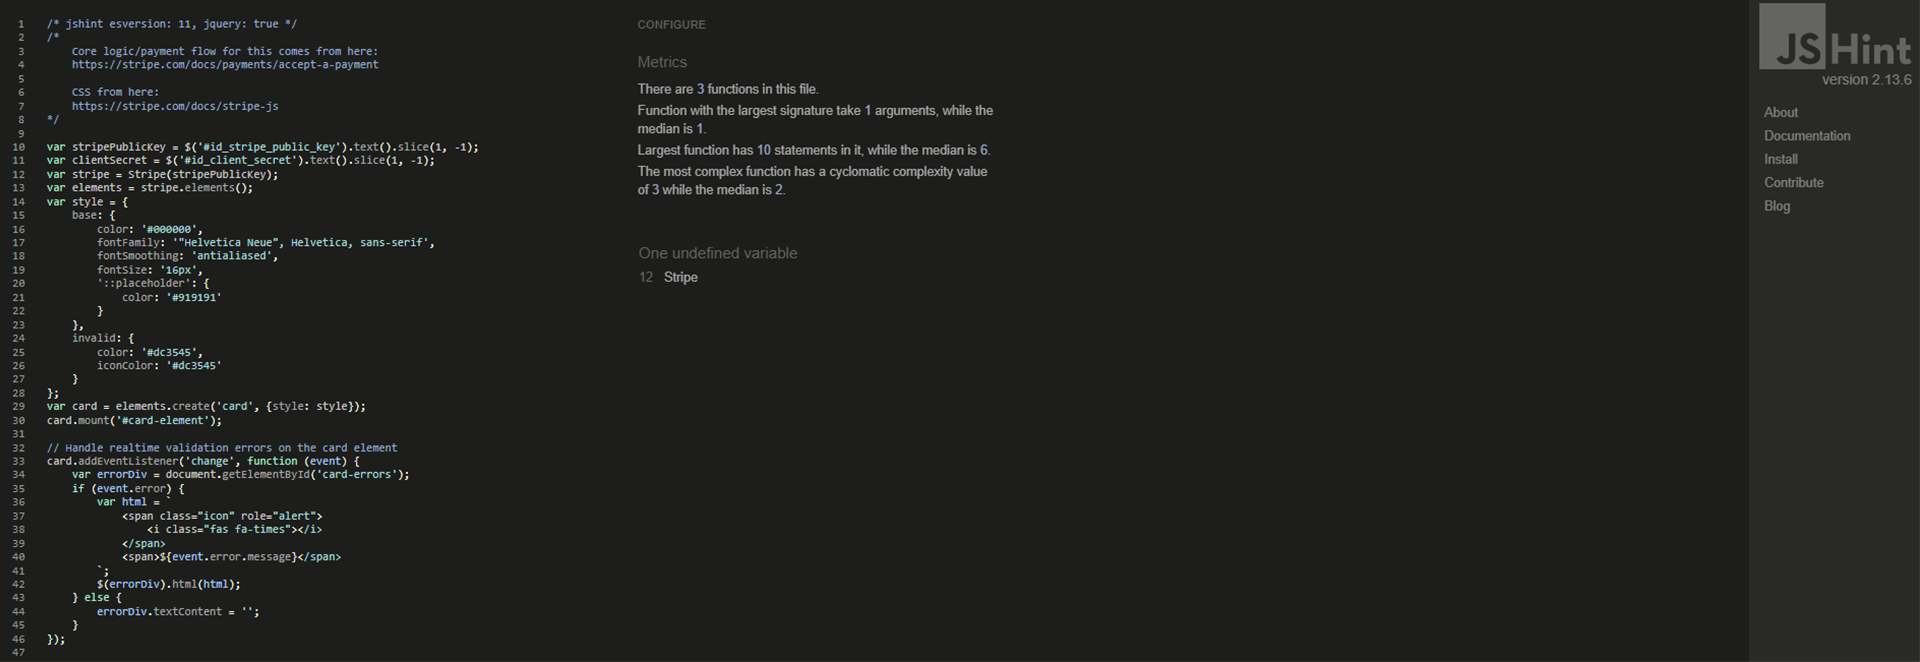 1 /* jshint esversion: 11, jquery: true */
2 /*
3     Core logic/payment flow for this comes from here:
4     https://stripe.com/docs/payments/accept-a-payment
5
6     CSS from here:
7     https://stripe.com/docs/stripe-js
8 */
9
10 var stripePublicKey = $('#id_stripe_public_key').text().slice(1, -1);
11 var clientSecret = $('#id_client_secret').text().slice(1, -1);
12 var stripe = Stripe(stripePublicKey);
13 var elements = stripe.elements();
14 var style = {
15     base: {
16         color: '#000000',
17         fontFamily: '"Helvetica Neue", Helvetica, sans-serif',
18         fontSmoothing: 'antialiased',
19         fontSize: '16px',
20         '::placeholder': {
21             color: '#919191'
22         }
23     },
24     invalid: {
25         color: '#dc3545',
26         iconColor: '#dc3545'
27     }
28 };
29 var card = elements.create('card', {style: style});
30 card.mount('#card-element');
31
32 // Handle realtime validation errors on the card element
33 card.addEventListener('change', function (event) {
34     var errorDiv = document.getElementById('card-errors');
35     if (event.error) {
36         var html = `
37             <span class="icon" role="alert">
38                 <i class="fas fa-times"></i>
39             </span>
40             <span>${event.error.message}</span>
41         `;
42         $(errorDiv).html(html);
43     } else {
44         errorDiv.textContent = '';
45     }
46 });
47
CONFIGURE
Metrics
There are 3 functions in this file.
Function with the largest signature take 1 arguments, while the
median is 1.
Largest function has 10 statements in it, while the median is 6.
The most complex function has a cyclomatic complexity value
of 3 while the median is 2.
One undefined variable
12 Stripe
JSHint
version 2.13.6
About
Documentation
Install
Contribute
Blog